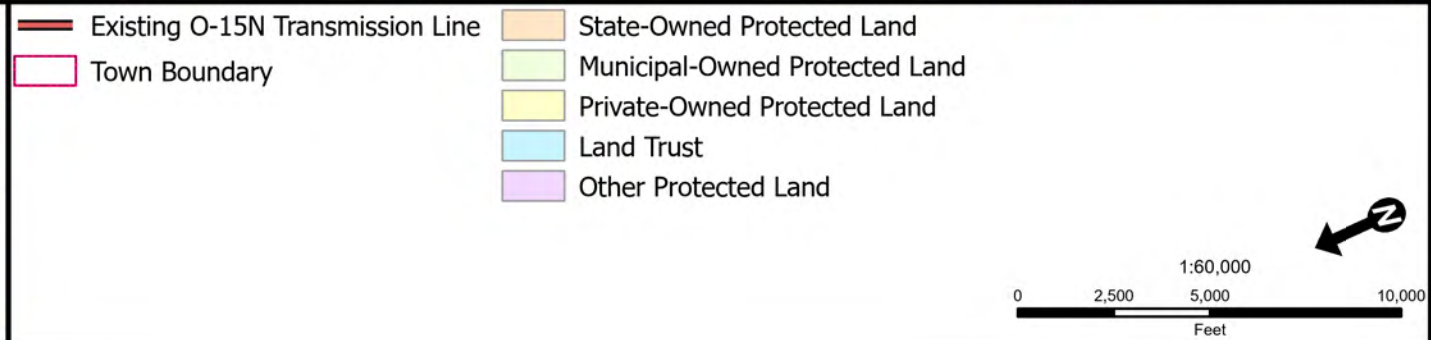 Existing O-15N Transmission Line
Town Boundary
State-Owned Protected Land
Municipal-Owned Protected Land
Private-Owned Protected Land
Land Trust
Other Protected Land
N
1:60,000
0 2,500 5,000 10,000
Feet